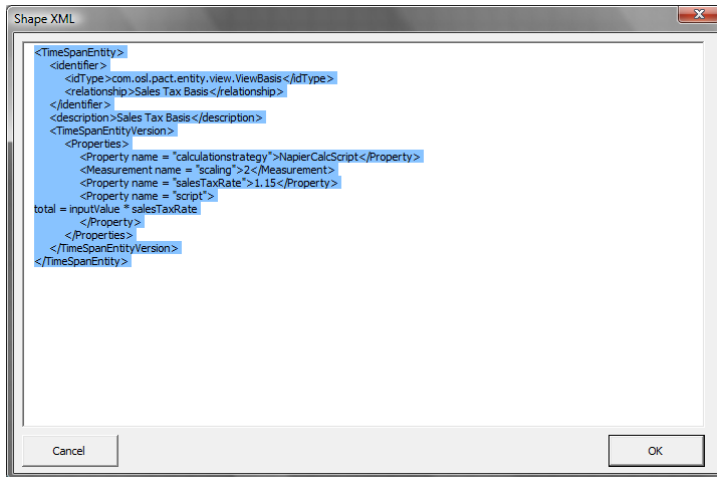 Shape XML
<TimeSpanEntity>
<identifier>
<idType>com.osl.pact.entity.view.ViewBasis</idType>
<relationship>Sales Tax Basis</relationship>
</identifier>
<description>Sales Tax Basis</description>
<TimeSpanEntityVersion>
<Properties>
<Property name = "calculationstrategy">NapierCalcScript</Property>
<Measurement name = "scaling">2</Measurement>
<Property name = "salesTaxRate">1.15</Property>
<Property name = "script">
total = inputValue * salesTaxRate
</Property>
</Properties>
</TimeSpanEntityVersion>
</TimeSpanEntity>
Cancel OK